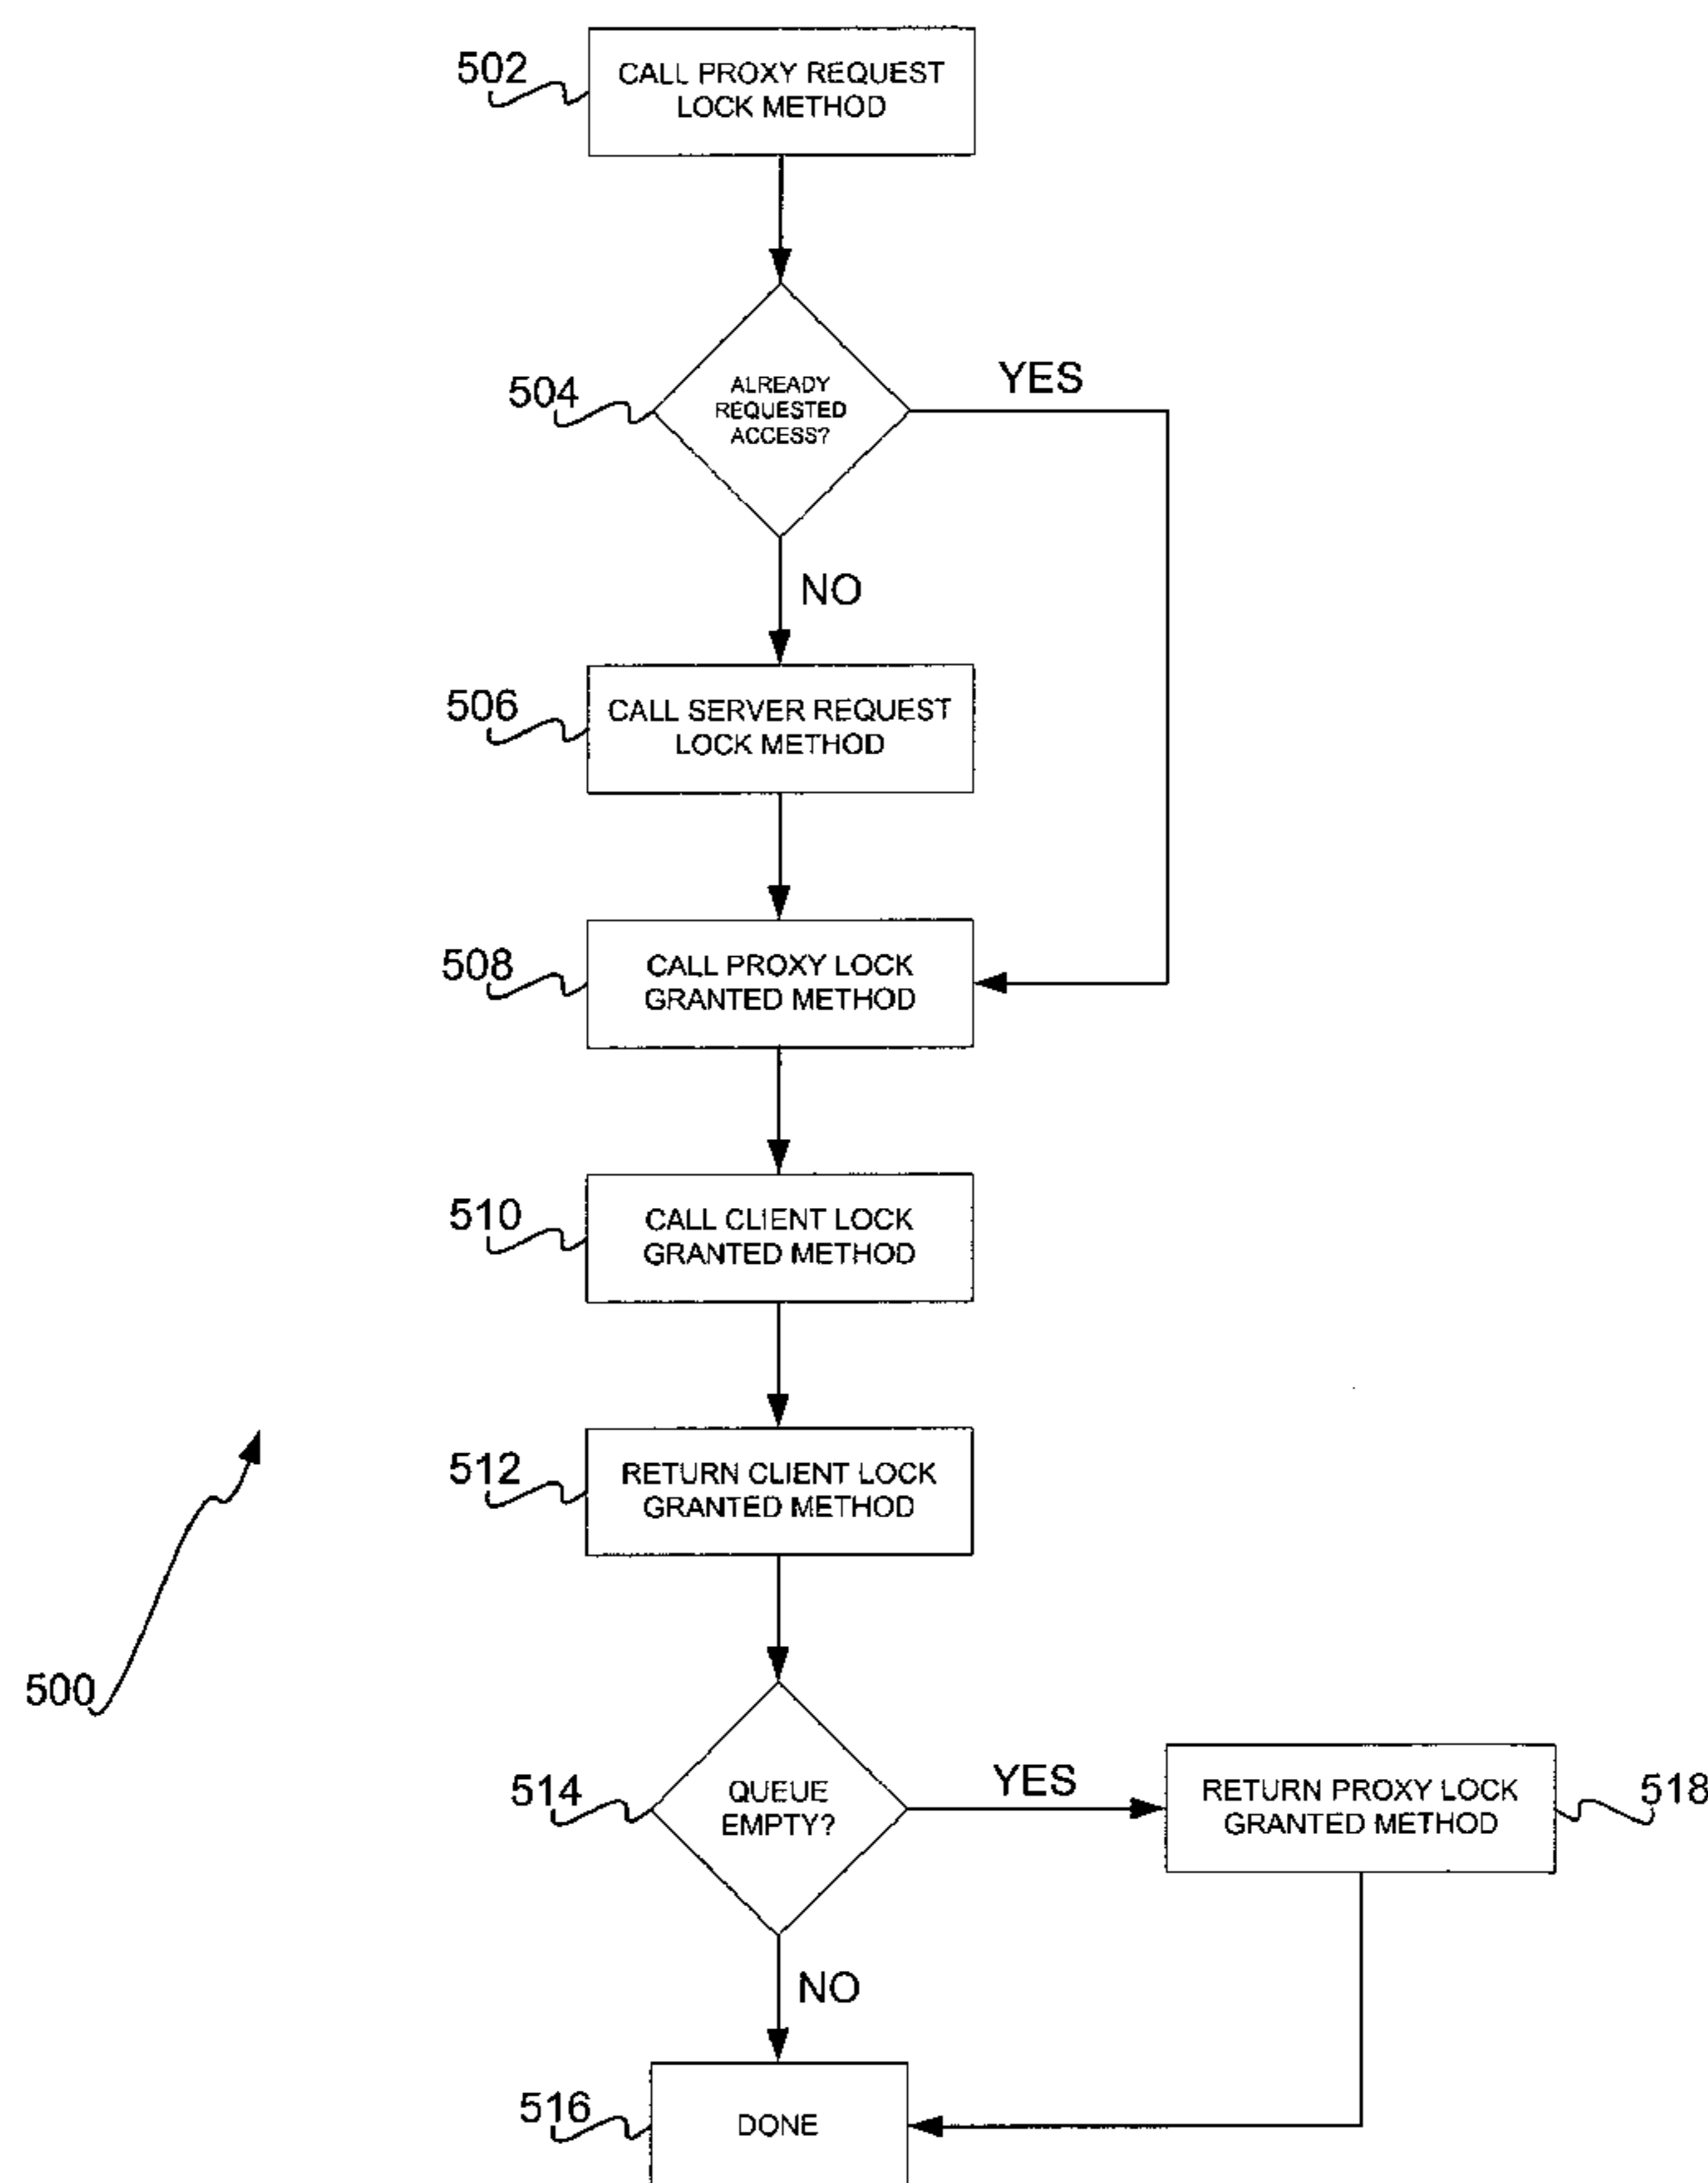 502
CALL PROXY REQUEST
LOCK METHOD
504
ALREADY
REQUESTED
ACCESS?
YES
NO
506
CALL SERVER REQUEST
LOCK METHOD
508
CALL PROXY LOCK
GRANTED METHOD
510
CALL CLIENT LOCK
GRANTED METHOD
512
RETURN CLIENT LOCK
GRANTED METHOD
500
514
QUEUE
EMPTY?
YES
RETURN PROXY LOCK
GRANTED METHOD
518
NO
516
DONE